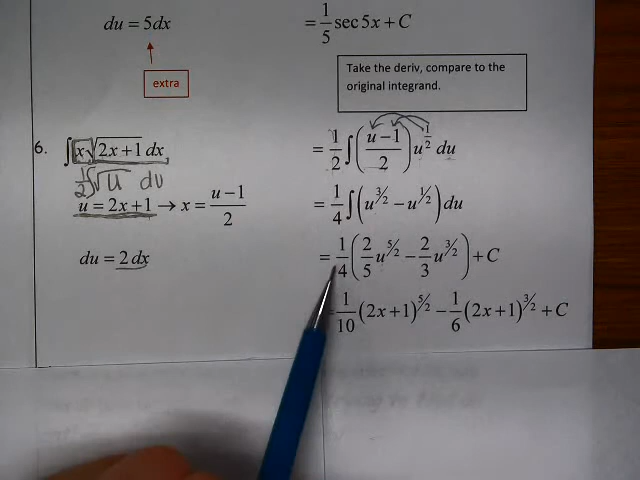 du = 5dx
= 1/5 sec 5x + C
extra
Take the deriv, compare to the
original integrand.
6. ∫ x√(2x+1) dx
1/2 ∫ √u du
u = 2x+1 → x = (u−1)/2
du = 2 dx
= 1/2 ∫ ((u−1)/2) u^(1/2) du
= 1/4 ∫ (u^(3/2) − u^(1/2)) du
= 1/4 (2/5 u^(5/2) − 2/3 u^(3/2)) + C
= 1/10 (2x+1)^(5/2) − 1/6 (2x+1)^(3/2) + C